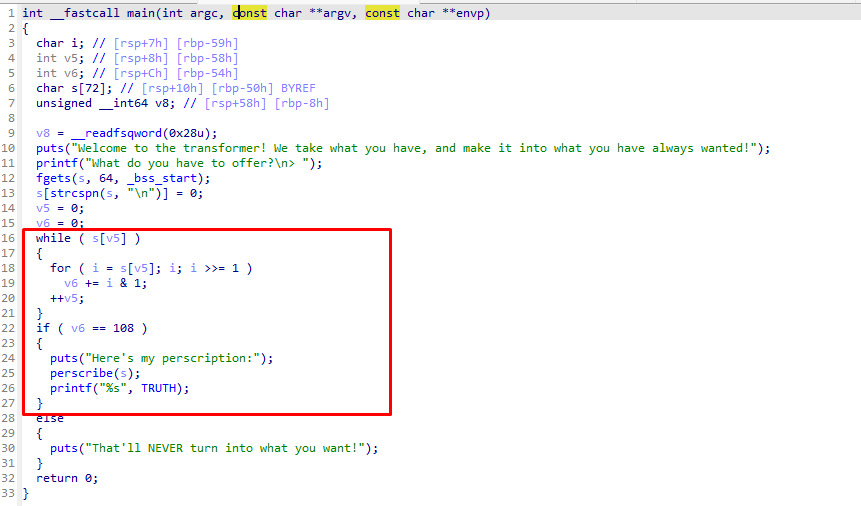 1 int __fastcall main(int argc, const char **argv, const char **envp)
2 {
3   char i; // [rsp+7h] [rbp-59h]
4   int v5; // [rsp+8h] [rbp-58h]
5   int v6; // [rsp+Ch] [rbp-54h]
6   char s[72]; // [rsp+10h] [rbp-50h] BYREF
7   unsigned __int64 v8; // [rsp+58h] [rbp-8h]
8
9   v8 = __readfsqword(0x28u);
10   puts("Welcome to the transformer! We take what you have, and make it into what you have always wanted!");
11   printf("What do you have to offer?\n> ");
12   fgets(s, 64, _bss_start);
13   s[strcspn(s, "\n")] = 0;
14   v5 = 0;
15   v6 = 0;
16   while ( s[v5] )
17   {
18     for ( i = s[v5]; i; i >>= 1 )
19       v6 += i & 1;
20     ++v5;
21   }
22   if ( v6 == 108 )
23   {
24     puts("Here's my perscription:");
25     perscribe(s);
26     printf("%s", TRUTH);
27   }
28   else
29   {
30     puts("That'll NEVER turn into what you want!");
31   }
32   return 0;
33 }